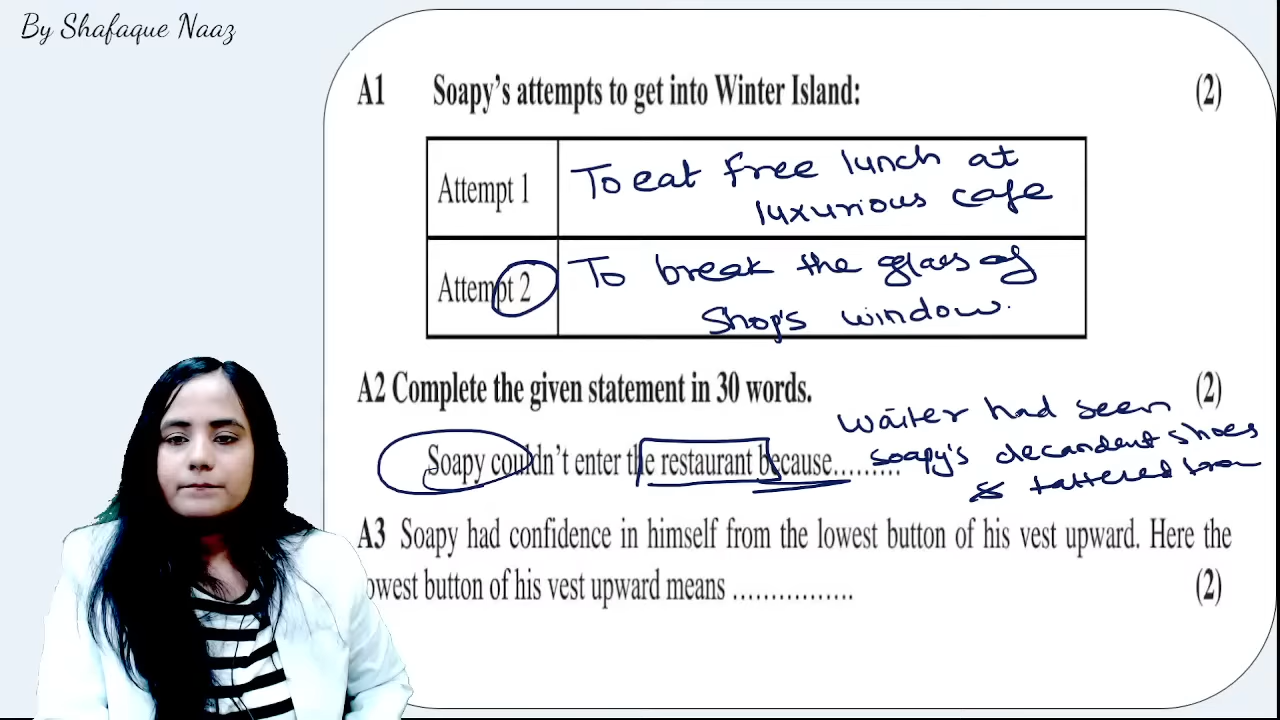 By Shafaque Naaz
A1 Soapy's attempts to get into Winter Island: (2)
Attempt 1
To eat free lunch at
luxurious cafe
Attempt 2
To break the glass of
Shop's window.
A2 Complete the given statement in 30 words. (2)
Soapy couldn't enter the restaurant because.........
Waiter had seen
soapy's decandent shoes
& tattered
A3 Soapy had confidence in himself from the lowest button of his vest upward. Here the
owest button of his vest upward means ................ (2)